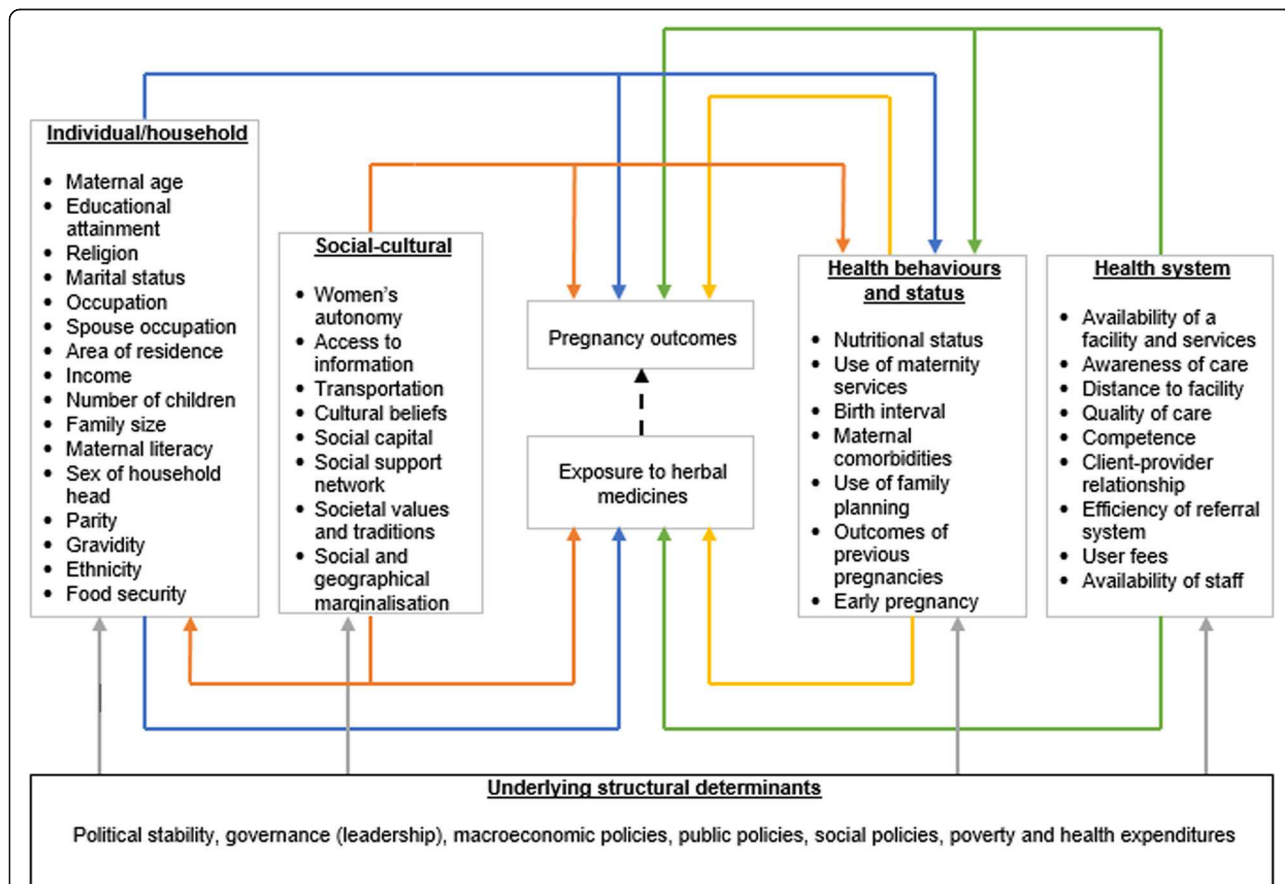 Individual/household
• Maternal age
• Educational
attainment
• Religion
• Marital status
• Occupation
• Spouse occupation
• Area of residence
• Income
• Number of children
• Family size
• Maternal literacy
• Sex of household
head
• Parity
• Gravidity
• Ethnicity
• Food security
Social-cultural
• Women's
autonomy
• Access to
information
• Transportation
• Cultural beliefs
• Social capital
• Social support
network
• Societal values
and traditions
• Social and
geographical
marginalisation
Pregnancy outcomes
Exposure to herbal
medicines
Health behaviours
and status
• Nutritional status
• Use of maternity
services
• Birth interval
• Maternal
comorbidities
• Use of family
planning
• Outcomes of
previous
pregnancies
• Early pregnancy
Health system
• Availability of a
facility and services
• Awareness of care
• Distance to facility
• Quality of care
• Competence
• Client-provider
relationship
• Efficiency of referral
system
• User fees
• Availability of staff
Underlying structural determinants
Political stability, governance (leadership), macroeconomic policies, public policies, social policies, poverty and health expenditures